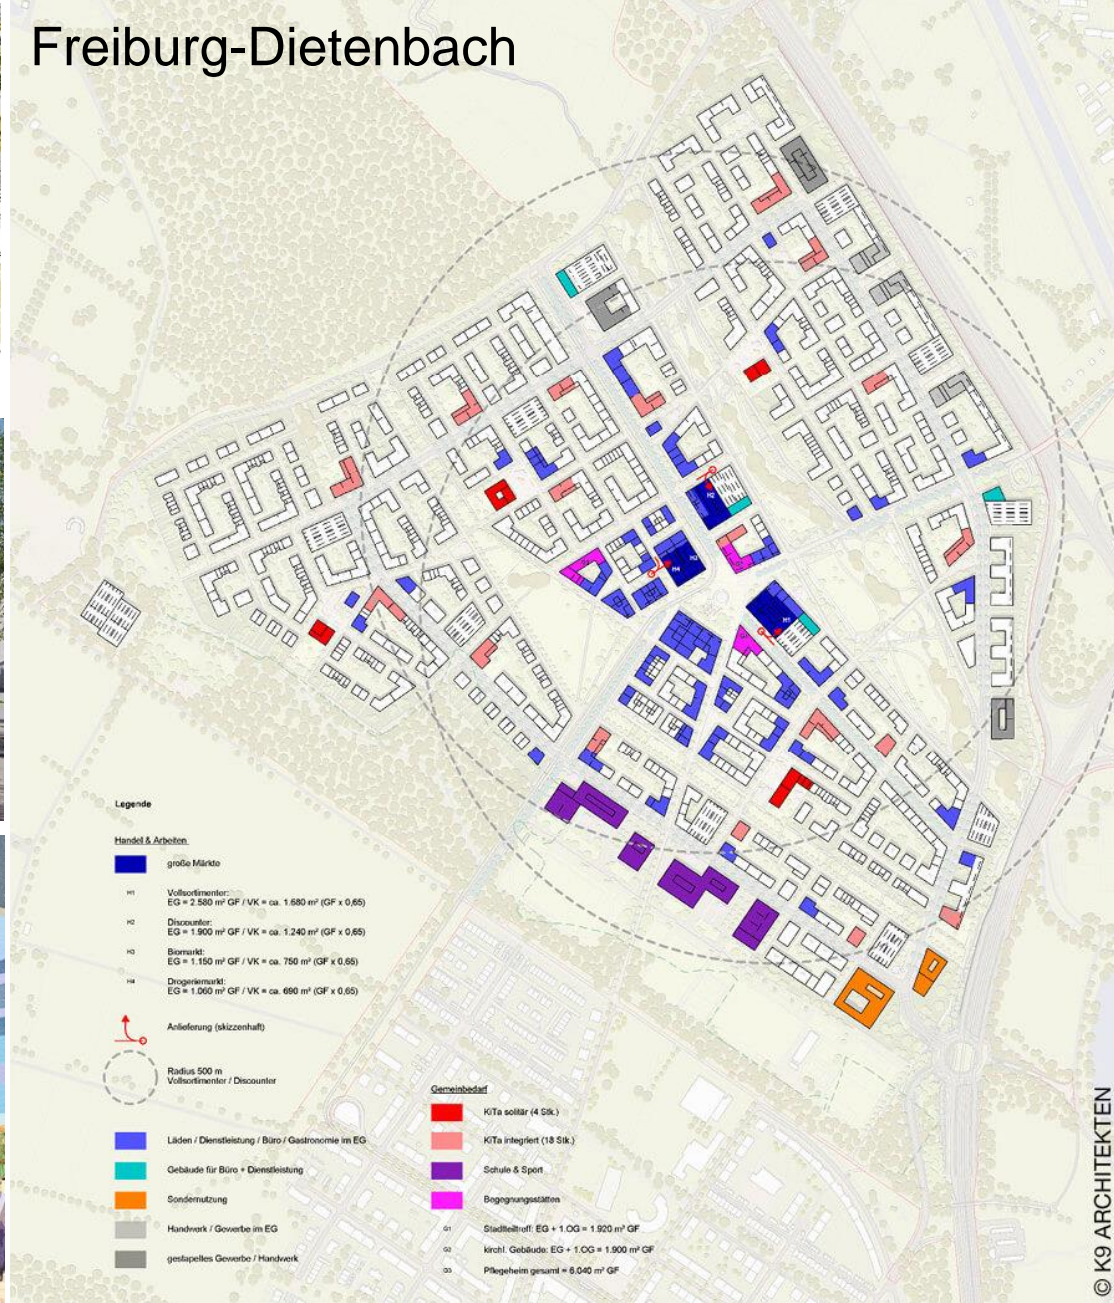 Freiburg-Dietenbach
H2
H3
H4
H1
Legende
Handel & Arbeiten
große Märkte
H1 Vollsortimenter:
EG = 2.580 m² GF / VK = ca. 1.680 m² (GF x 0,65)
H2 Discounter:
EG = 1.900 m² GF / VK = ca. 1.240 m² (GF x 0,65)
H3 Biomarkt:
EG = 1.150 m² GF / VK = ca. 750 m² (GF x 0,65)
H4 Drogeriemarkt:
EG = 1.060 m² GF / VK = ca. 690 m² (GF x 0,65)
Anlieferung (skizzenhaft)
Radius 500 m
Vollsortimenter / Discounter
Läden / Dienstleistung / Büro / Gastronomie im EG
Gebäude für Büro + Dienstleistung
Sondernutzung
Handwerk / Gewerbe im EG
gestapeltes Gewerbe / Handwerk
Gemeinbedarf
KiTa solitär (4 Stk.)
KiTa integriert (18 Stk.)
Schule & Sport
Begegnungsstätten
G1 Stadtteiltreff: EG + 1.OG = 1.920 m² GF
G2 kirchl. Gebäude: EG + 1.OG = 1.900 m² GF
G3 Pflegeheim gesamt = 6.040 m² GF
© K9 ARCHITEKTEN